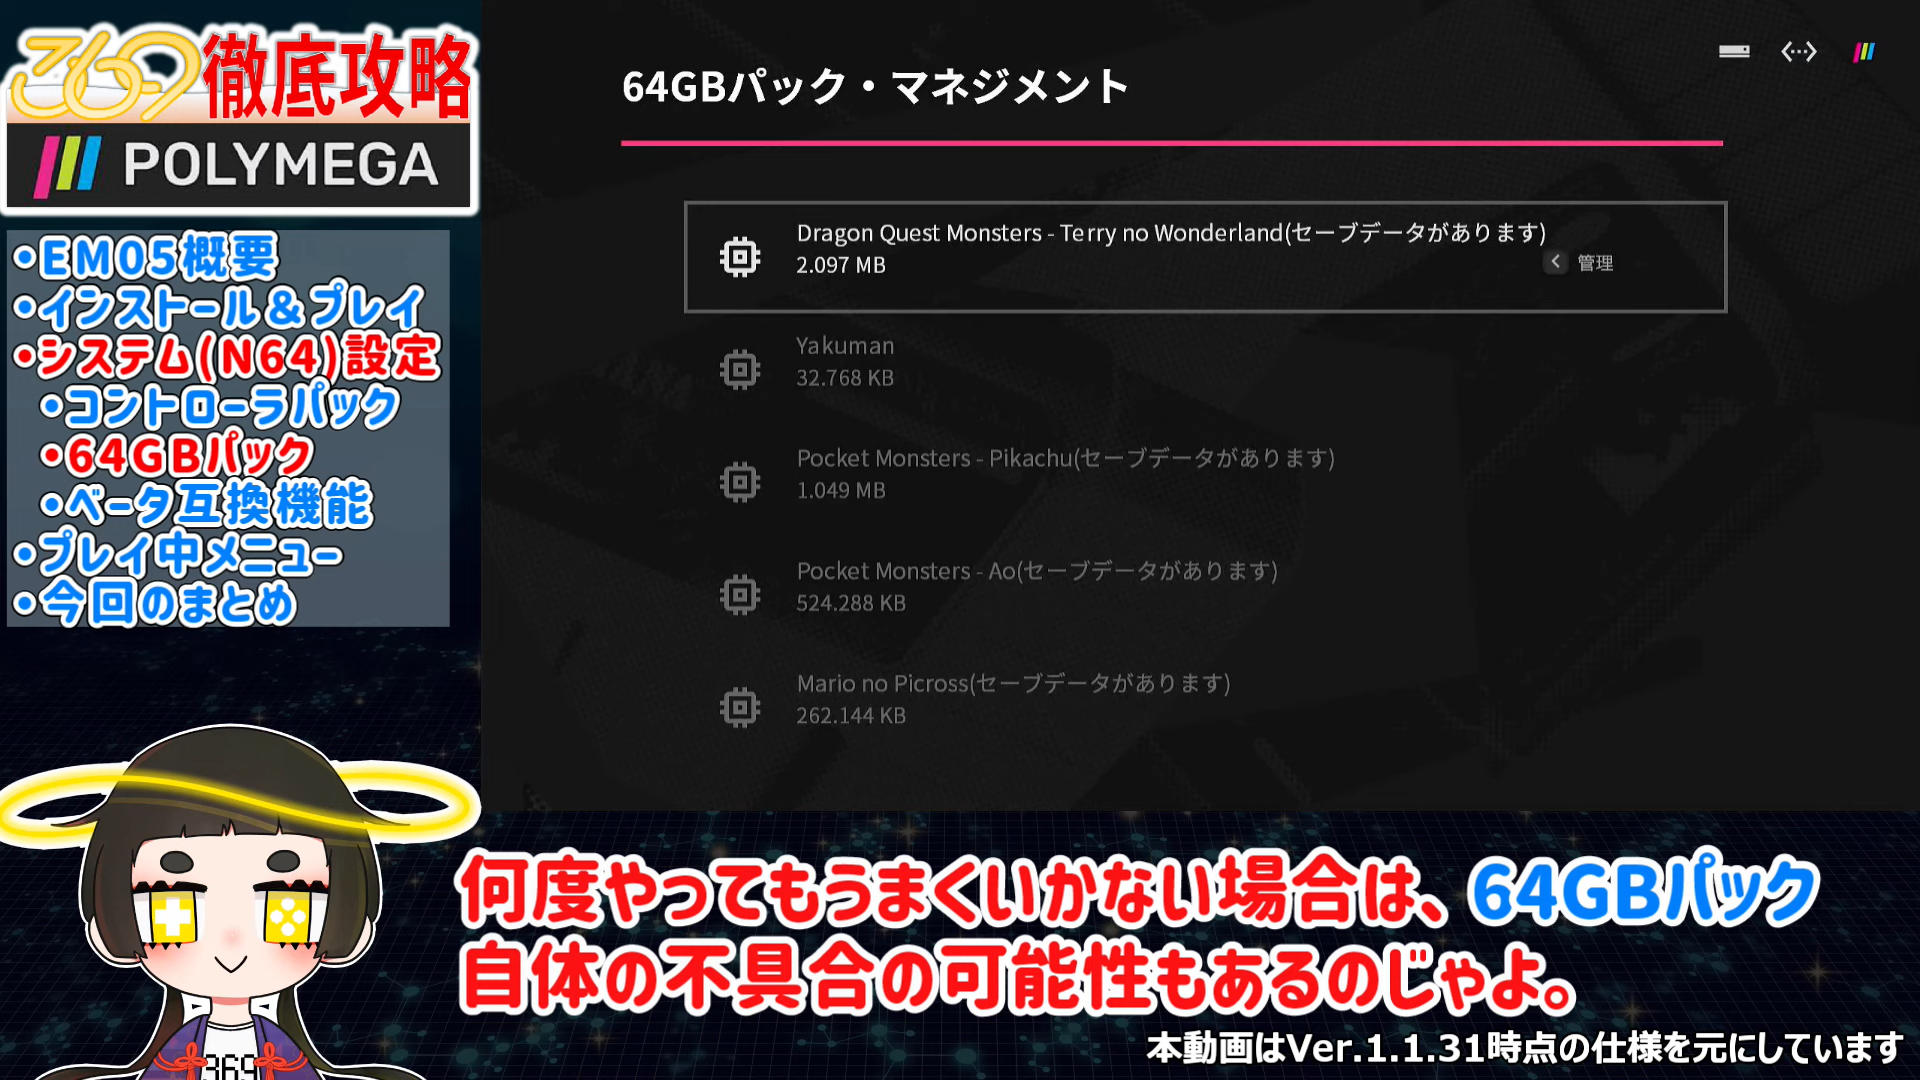 369徹底攻略
POLYMEGA
•EM05概要
•インストール＆プレイ
•システム(N64)設定
•コントローラパック
•64GBパック
•ベータ互換機能
•プレイ中メニュー
•今回のまとめ
64GBパック・マネジメント
Dragon Quest Monsters - Terry no Wonderland(セーブデータがあります)
2.097 MB
管理
Yakuman
32.768 KB
Pocket Monsters - Pikachu(セーブデータがあります)
1.049 MB
Pocket Monsters - Ao(セーブデータがあります)
524.288 KB
Mario no Picross(セーブデータがあります)
262.144 KB
369
何度やってもうまくいかない場合は、64GBパック
自体の不具合の可能性もあるのじゃよ。
本動画はVer.1.1.31時点の仕様を元にしています